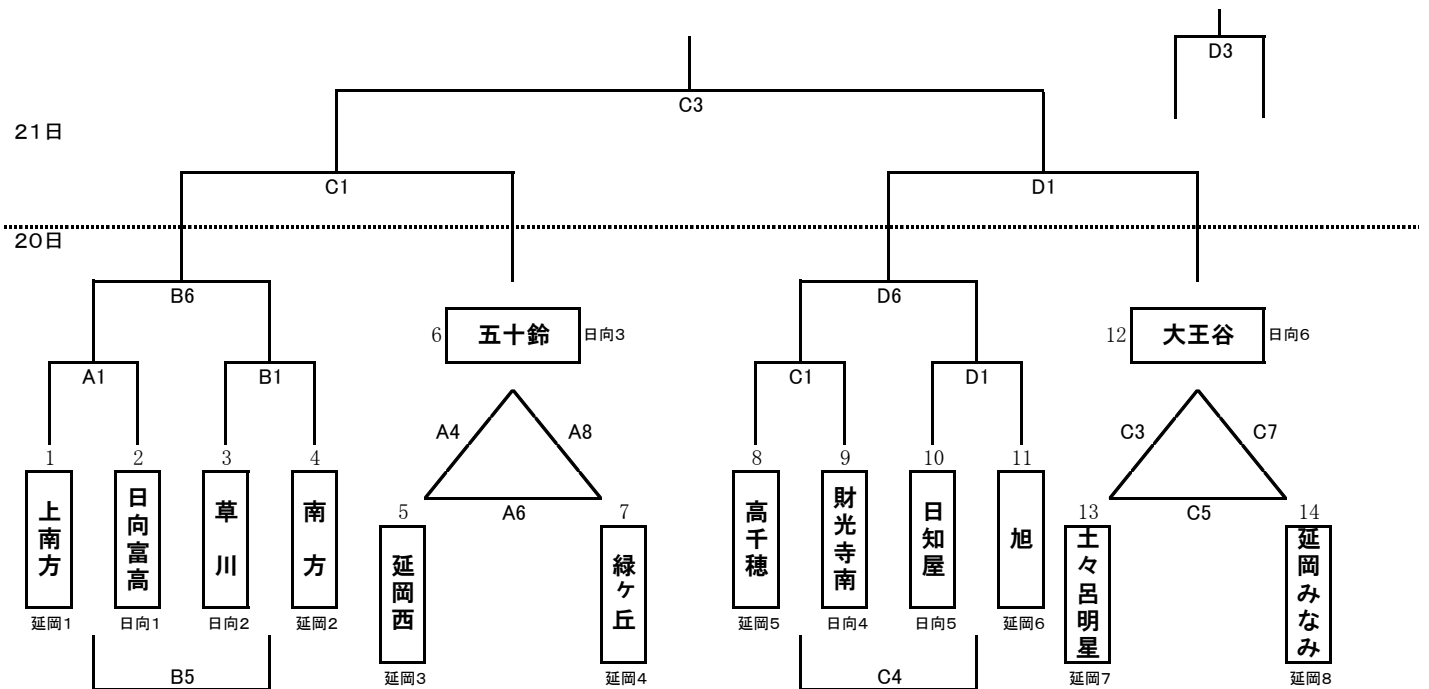 D3
C3
21日
C1
D1
20日
B6
D6
6
五十鈴
日向3
12
大王谷
日向6
A1
B1
C1
D1
A4
A8
C3
C7
1
2
3
4
8
9
10
11
上南方
日向富高
草川
南方
高千穂
財光寺南
日知屋
旭
A6
C5
5
7
13
14
延岡西
緑ケ丘
土々呂明星
延岡みなみ
延岡1
日向1
日向2
延岡2
延岡5
日向4
日向5
延岡6
B5
C4
延岡3
延岡4
延岡7
延岡8